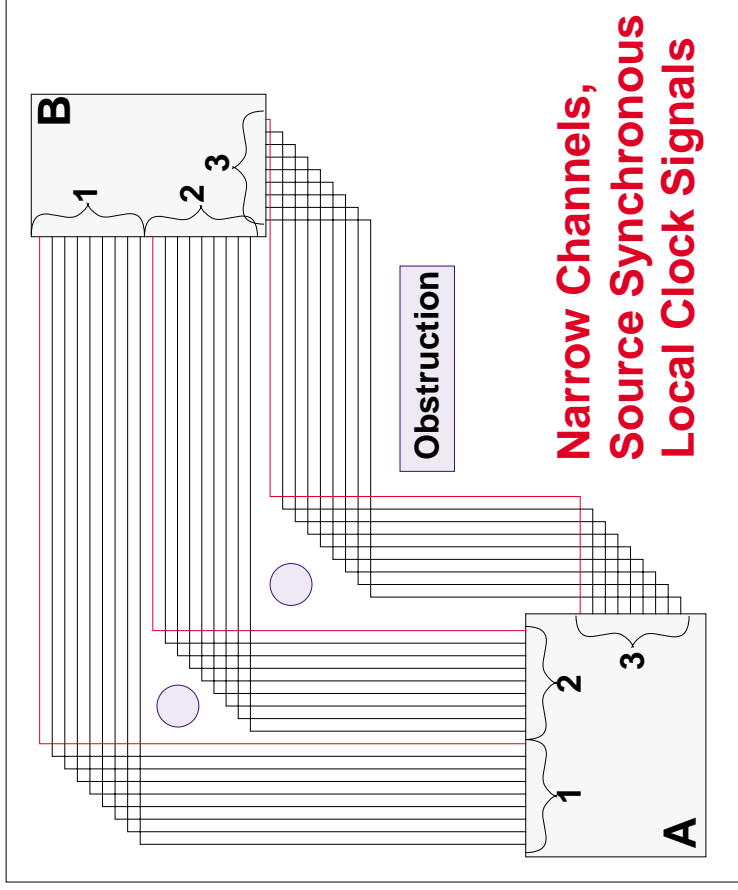 B
1
2
3
Obstruction
Narrow Channels,
Source Synchronous
Local Clock Signals
1
2
3
A